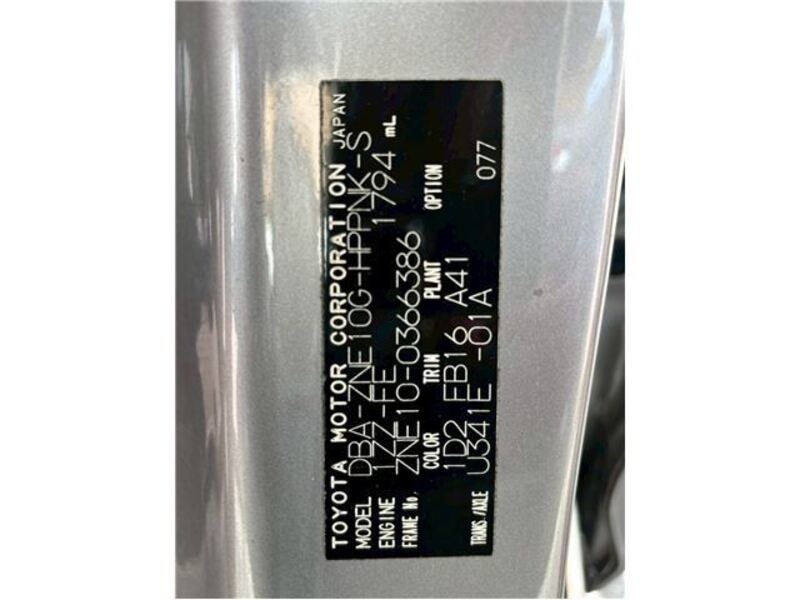 TOYOTA MOTOR CORPORATION JAPAN
MODEL DBA-ZNE10G-HPPNK-S
ENGINE 1ZZ-FE 1794 mL
FRAME No. ZNE10-0366386
COLOR TRIM PLANT OPTION
1D2 FB16 A41
TRANS./AXLE U341E -01A 077